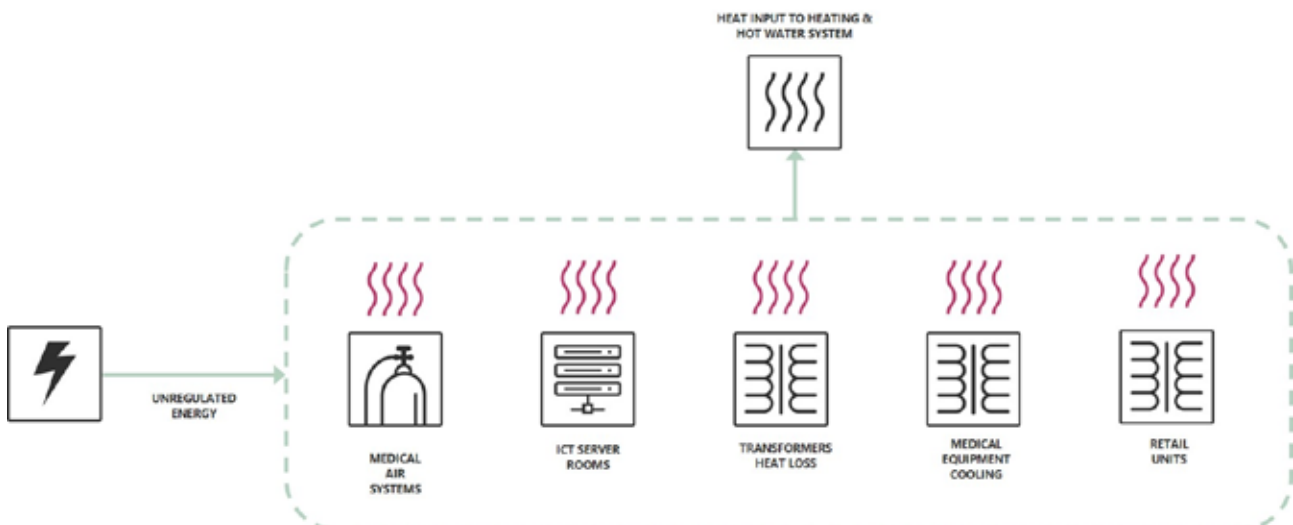 HEAT INPUT TO HEATING &
HOT WATER SYSTEM
UNREGULATED
ENERGY
MEDICAL
AIR
SYSTEMS
ICT SERVER
ROOMS
TRANSFORMERS
HEAT LOSS
MEDICAL
EQUIPMENT
COOLING
RETAIL
UNITS